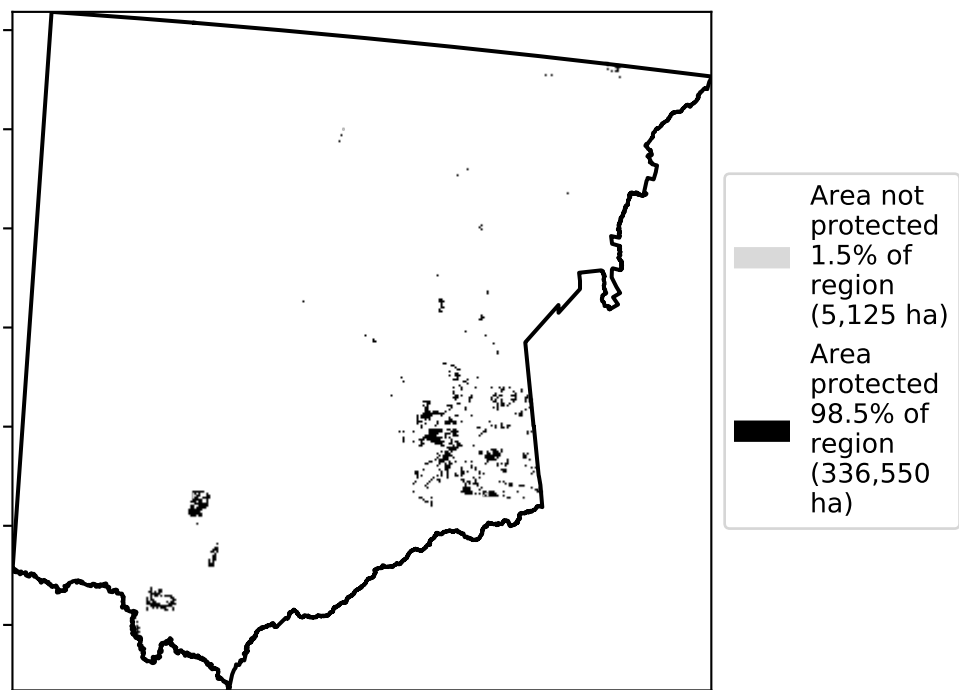 Area not
protected
1.5% of
region
(5,125 ha)
Area
protected
98.5% of
region
(336,550
ha)